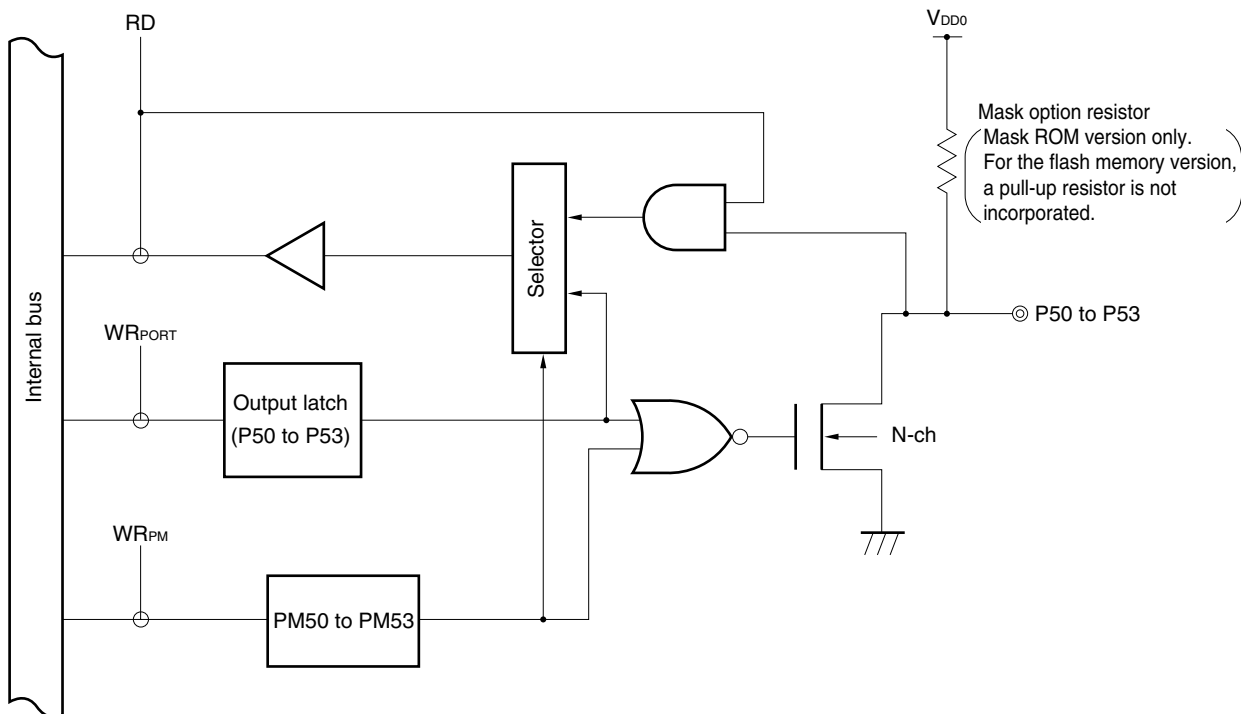 RD
VDD0
Mask option resistor
Mask ROM version only.
For the flash memory version,
a pull-up resistor is not
incorporated.
Selector
P50 to P53
Internal bus
WRPORT
Output latch
(P50 to P53)
N-ch
WRPM
PM50 to PM53